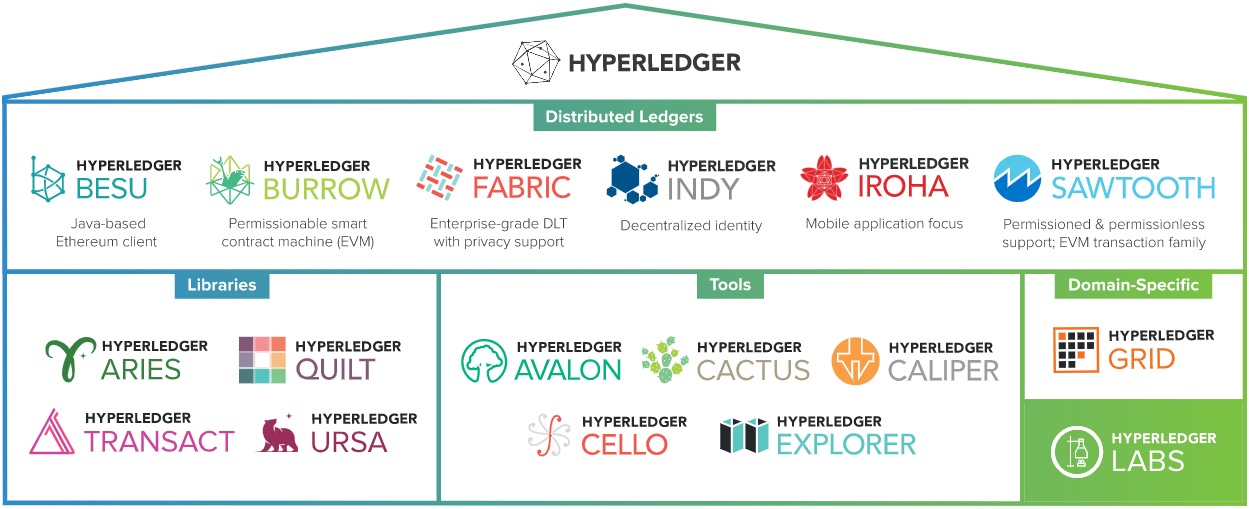 HYPERLEDGER
Distributed Ledgers
HYPERLEDGER
BESU
Java-based
Ethereum client
HYPERLEDGER
BURROW
Permissionable smart
contract machine (EVM)
HYPERLEDGER
FABRIC
Enterprise-grade DLT
with privacy support
HYPERLEDGER
INDY
Decentralized identity
HYPERLEDGER
IROHA
Mobile application focus
HYPERLEDGER
SAWTOOTH
Permissioned & permissionless
support; EVM transaction family
Libraries
HYPERLEDGER
ARIES
HYPERLEDGER
QUILT
HYPERLEDGER
TRANSACT
HYPERLEDGER
URSA
Tools
HYPERLEDGER
AVALON
HYPERLEDGER
CACTUS
HYPERLEDGER
CALIPER
HYPERLEDGER
CELLO
HYPERLEDGER
EXPLORER
Domain-Specific
HYPERLEDGER
GRID
HYPERLEDGER
LABS